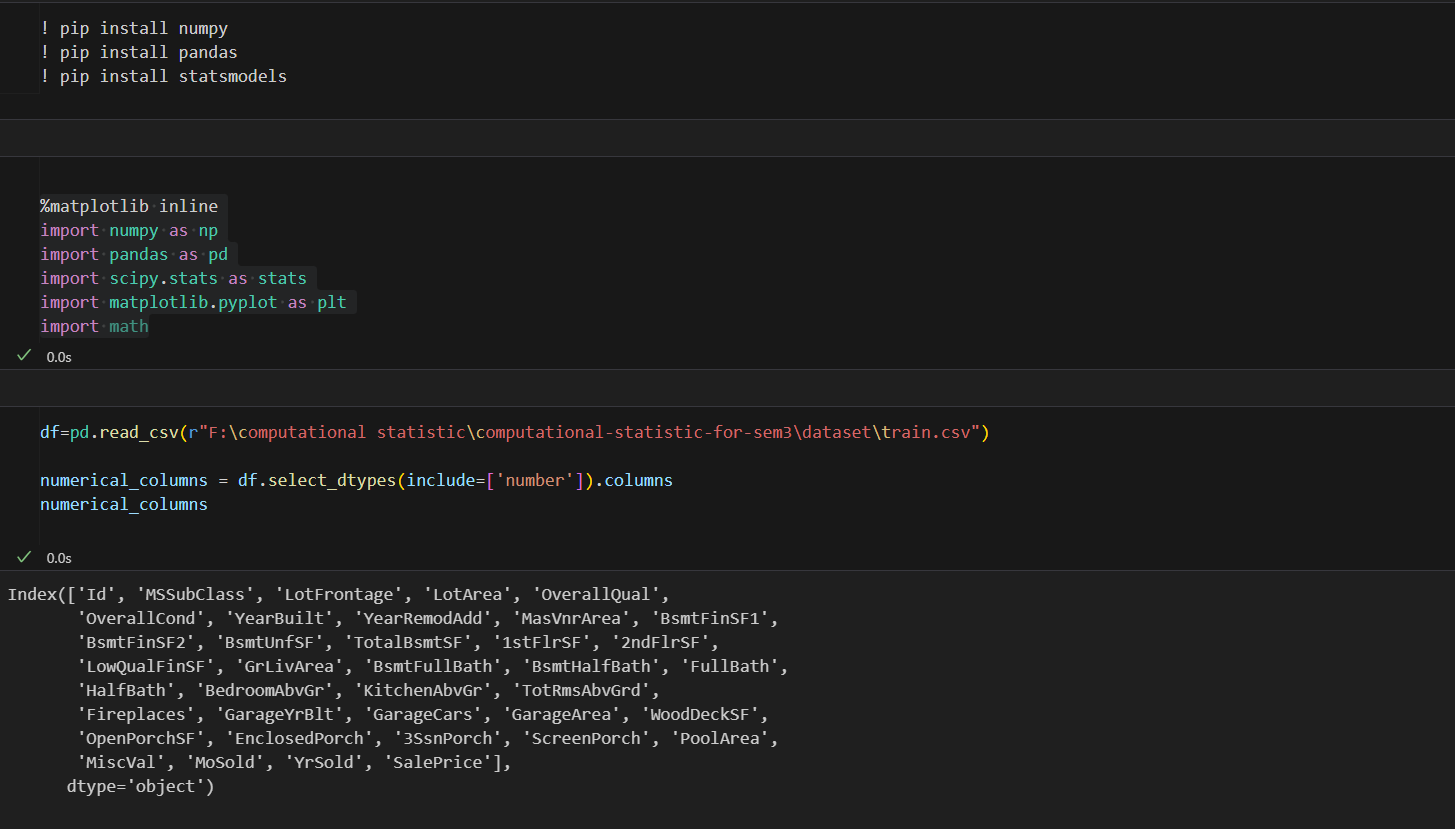 ! pip install numpy
! pip install pandas
! pip install statsmodels
%matplotlib inline
import numpy as np
import pandas as pd
import scipy.stats as stats
import matplotlib.pyplot as plt
import math
0.0s
df=pd.read_csv(r"F:\computational statistic\computational-statistic-for-sem3\dataset\train.csv")
numerical_columns = df.select_dtypes(include=['number']).columns
numerical_columns
0.0s
Index(['Id', 'MSSubClass', 'LotFrontage', 'LotArea', 'OverallQual',
'OverallCond', 'YearBuilt', 'YearRemodAdd', 'MasVnrArea', 'BsmtFinSF1',
'BsmtFinSF2', 'BsmtUnfSF', 'TotalBsmtSF', '1stFlrSF', '2ndFlrSF',
'LowQualFinSF', 'GrLivArea', 'BsmtFullBath', 'BsmtHalfBath', 'FullBath',
'HalfBath', 'BedroomAbvGr', 'KitchenAbvGr', 'TotRmsAbvGrd',
'Fireplaces', 'GarageYrBlt', 'GarageCars', 'GarageArea', 'WoodDeckSF',
'OpenPorchSF', 'EnclosedPorch', '3SsnPorch', 'ScreenPorch', 'PoolArea',
'MiscVal', 'MoSold', 'YrSold', 'SalePrice'],
dtype='object')